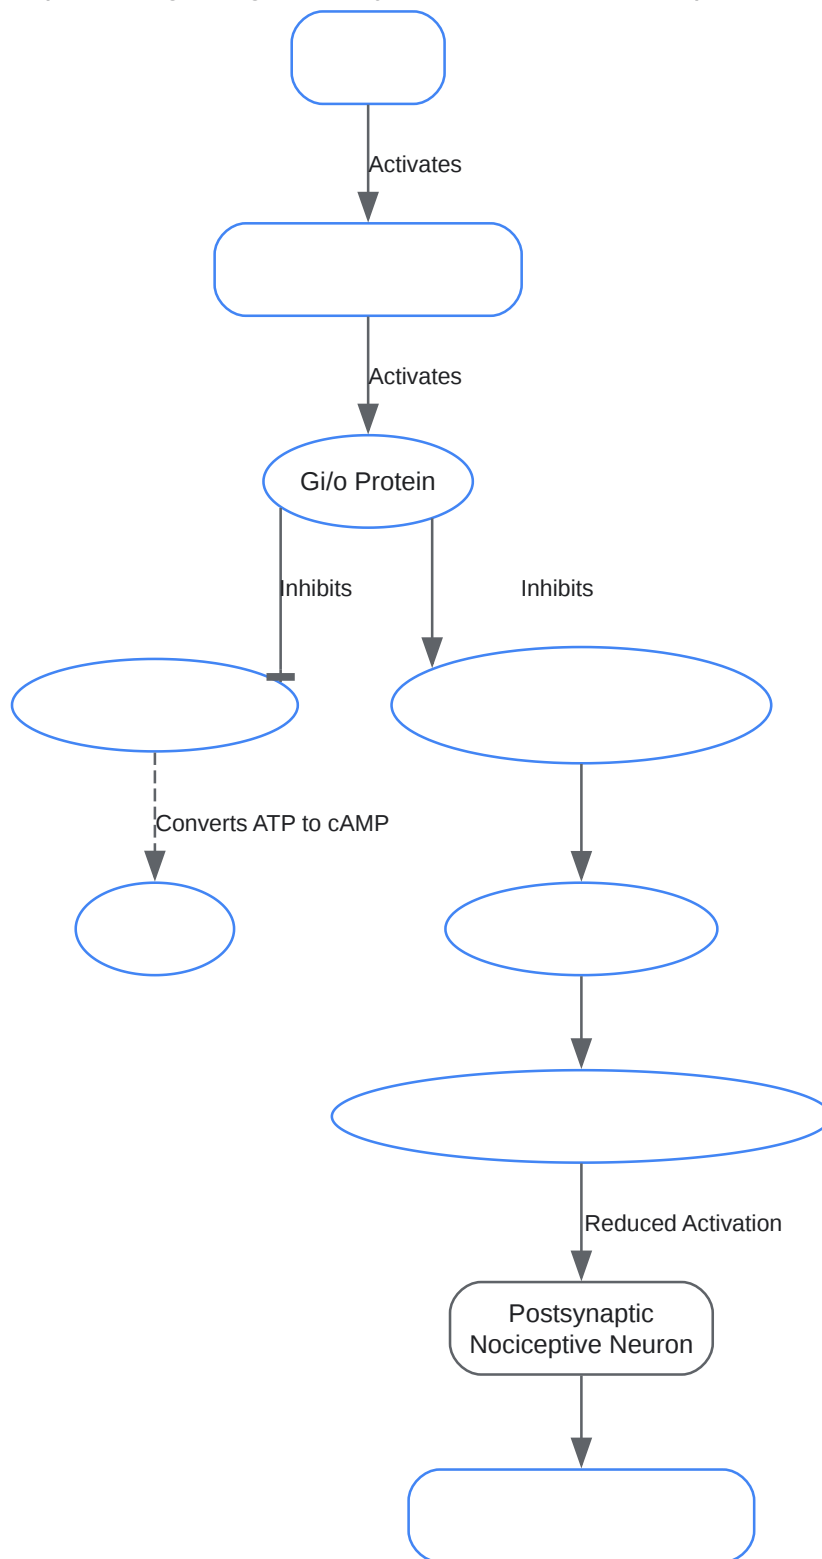 Activates
Activates
Gi/o Protein
Inhibits
Inhibits
Converts ATP to cAMP
Reduced Activation
Postsynaptic
Nociceptive Neuron